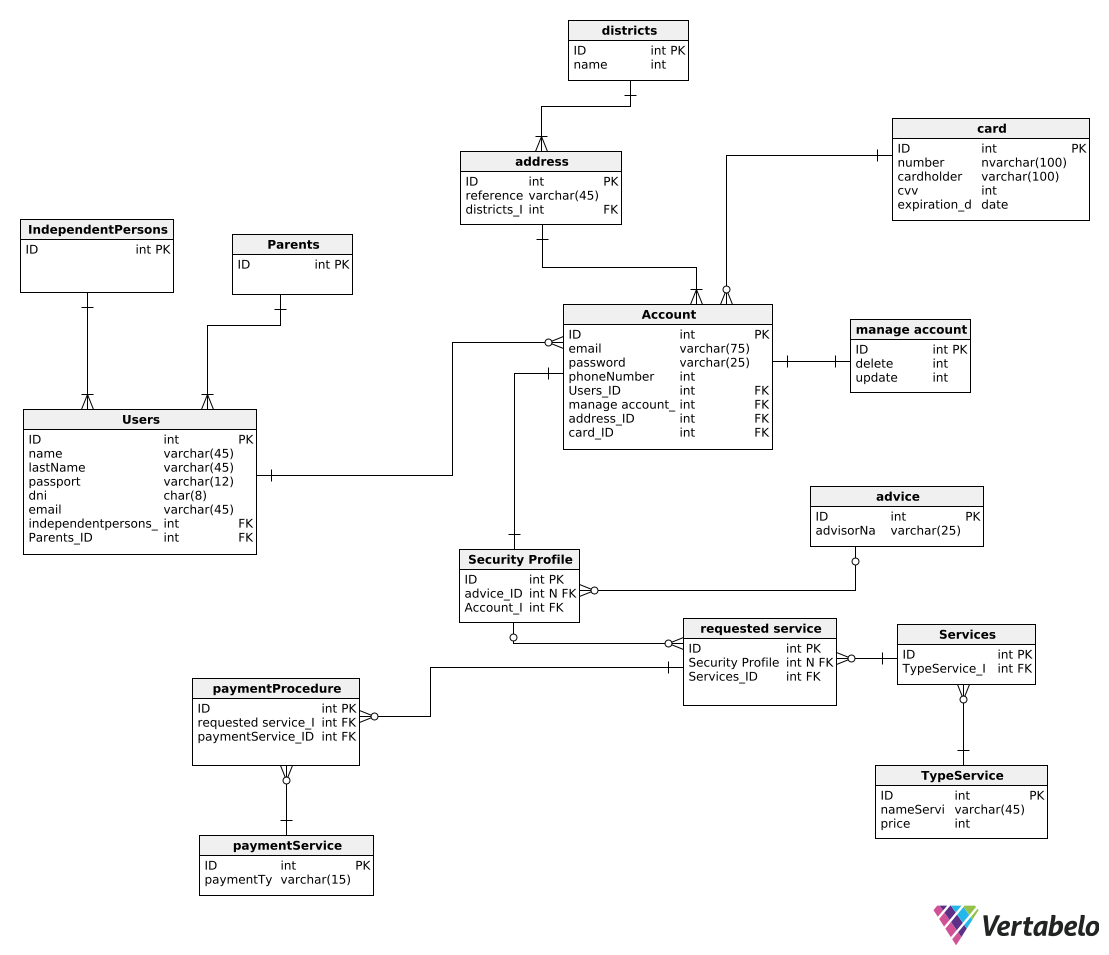 districts
ID int PK
name int
card
ID int PK
number nvarchar(100)
cardholder varchar(100)
cvv int
expiration_d date
address
ID int PK
reference varchar(45)
districts_I int FK
IndependentPersons
ID int PK
Parents
ID int PK
Account
ID int PK
email varchar(75)
password varchar(25)
phoneNumber int
Users_ID int FK
manage account_ int FK
address_ID int FK
card_ID int FK
manage account
ID int PK
delete int
update int
Users
ID int PK
name varchar(45)
lastName varchar(45)
passport varchar(12)
dni char(8)
email varchar(45)
independentpersons_ int FK
Parents_ID int FK
advice
ID int PK
advisorNa varchar(25)
Security Profile
ID int PK
advice_ID int N FK
Account_I int FK
requested service
ID int PK
Security Profile int N FK
Services_ID int FK
Services
ID int PK
TypeService_I int FK
paymentProcedure
ID int PK
requested service_I int FK
paymentService_ID int FK
TypeService
ID int PK
nameServi varchar(45)
price int
paymentService
ID int PK
paymentTy varchar(15)
Vertabelo